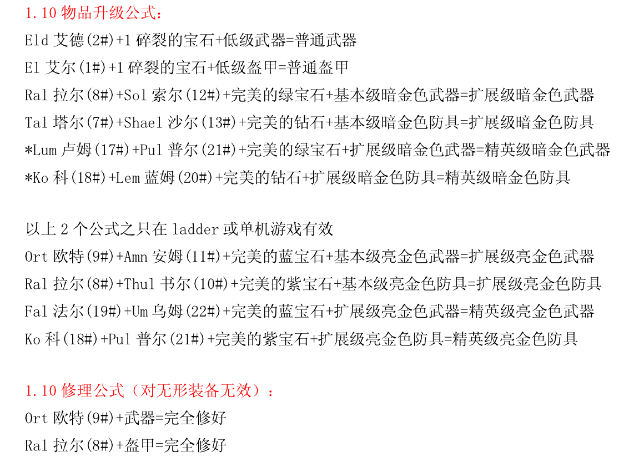 1.10物品升级公式:
Eld 艾德(2#)+1 碎裂的宝石+低级武器=普通武器
El 艾尔(1#)+1 碎裂的宝石+低级盔甲=普通盔甲
Ral 拉尔(8#)+Sol 索尔(12#)+完美的绿宝石+基本级暗金色武器=扩展级暗金色武器
Tal 塔尔(7#)+Shael 沙尔(13#)+完美的钻石+基本级暗金色防具=扩展级暗金色防具
*Lum 卢姆(17#)+Pul 普尔(21#)+完美的绿宝石+扩展级暗金色武器=精英级暗金色武器
*Ko 科(18#)+Lem 蓝姆(20#)+完美的钻石+扩展级暗金色防具=精英级暗金色防具
以上 2 个公式之只在 ladder 或单机游戏有效
Ort 欧特(9#)+Amn 安姆(11#)+完美的蓝宝石+基本级亮金色武器=扩展级亮金色武器
Ral 拉尔(8#)+Thul 书尔(10#)+完美的紫宝石+基本级亮金色防具=扩展级亮金色防具
Fal 法尔(19#)+Um 乌姆(22#)+完美的蓝宝石+扩展级亮金色武器=精英级亮金色武器
Ko 科(18#)+Pul 普尔(21#)+完美的紫宝石+扩展级亮金色防具=精英级亮金色防具
1.10 修理公式（对无形装备无效）：
Ort 欧特(9#)+武器=完全修好
Ral 拉尔(8#)+盔甲=完全修好